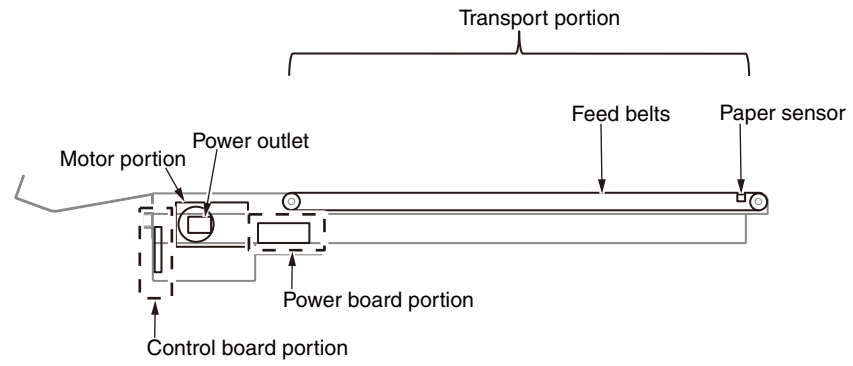 Transport portion
Feed belts
Paper sensor
Power outlet
Motor portion
Power board portion
Control board portion